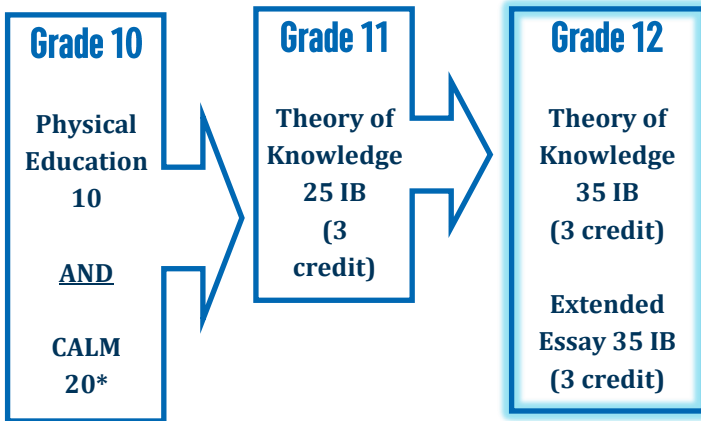 Grade 10
Physical
Education
10
AND
CALM
20*
Grade 11
Theory of
Knowledge
25 IB
(3
credit)
Grade 12
Theory of
Knowledge
35 IB
(3 credit)
Extended
Essay 35 IB
(3 credit)